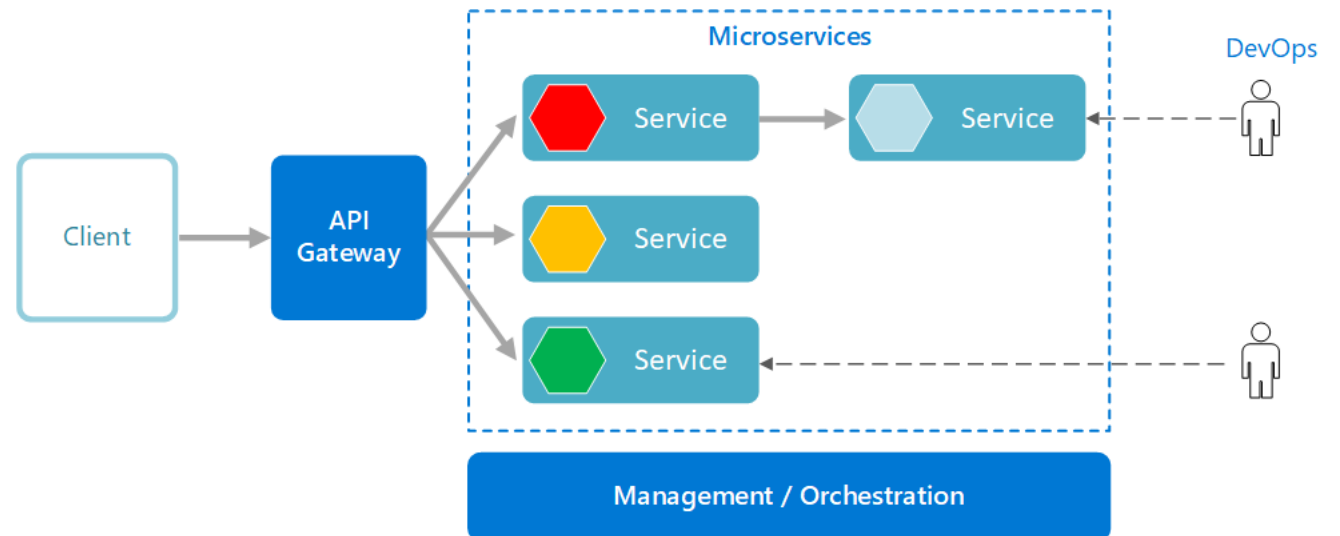 Microservices
DevOps
Service
Service
Client
API
Gateway
Service
Service
Management / Orchestration